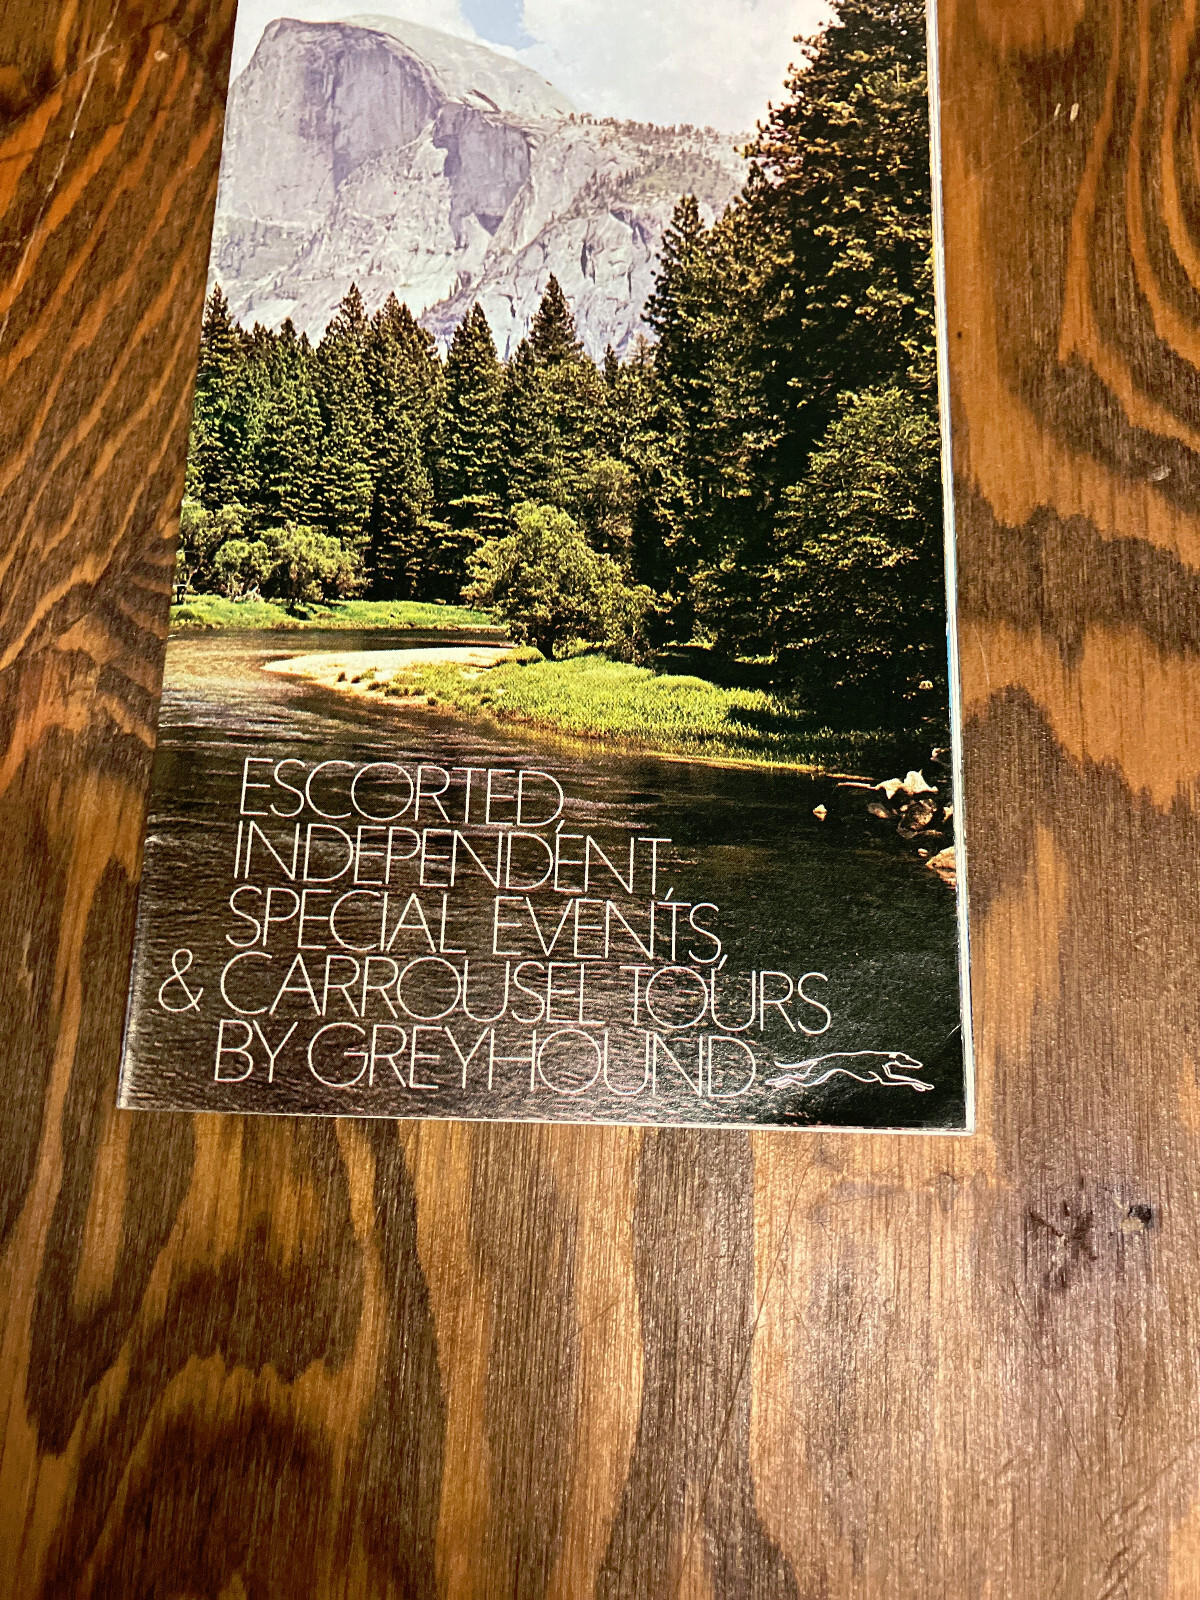 ESCORTED,
INDEPENDENT,
SPECIAL EVENTS,
& CARROUSEL TOURS
BY GREYHOUND